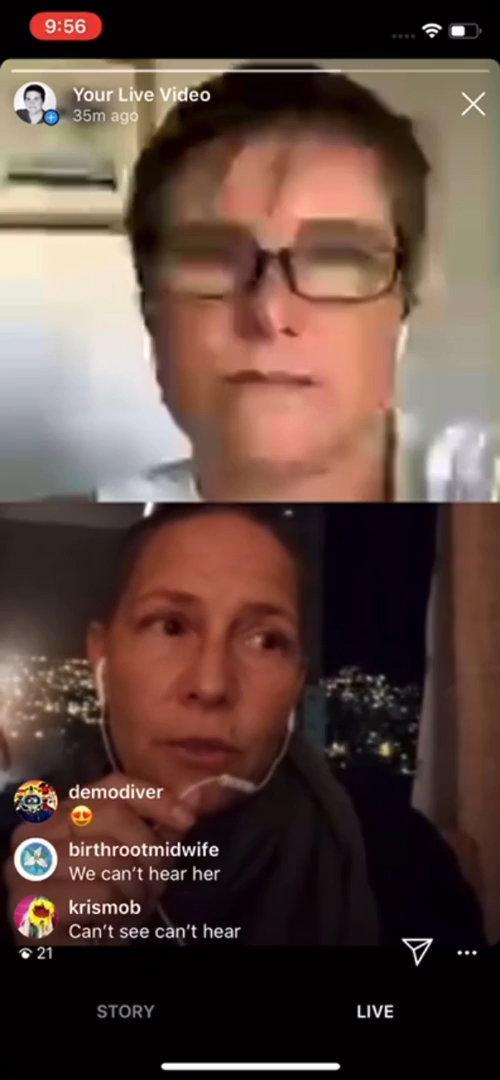 9:56
Your Live Video
35m ago
demodiver
😍
birthrootmidwife
We can’t hear her
krismob
Can’t see can’t hear
21
STORY
LIVE